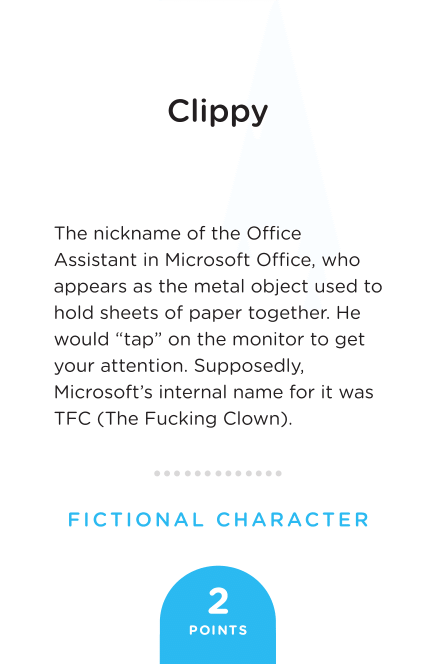 Clippy
The nickname of the Office
Assistant in Microsoft Office, who
appears as the metal object used to
hold sheets of paper together. He
would “tap” on the monitor to get
your attention. Supposedly,
Microsoft’s internal name for it was
TFC (The Fucking Clown).
FICTIONAL CHARACTER
2
POINTS